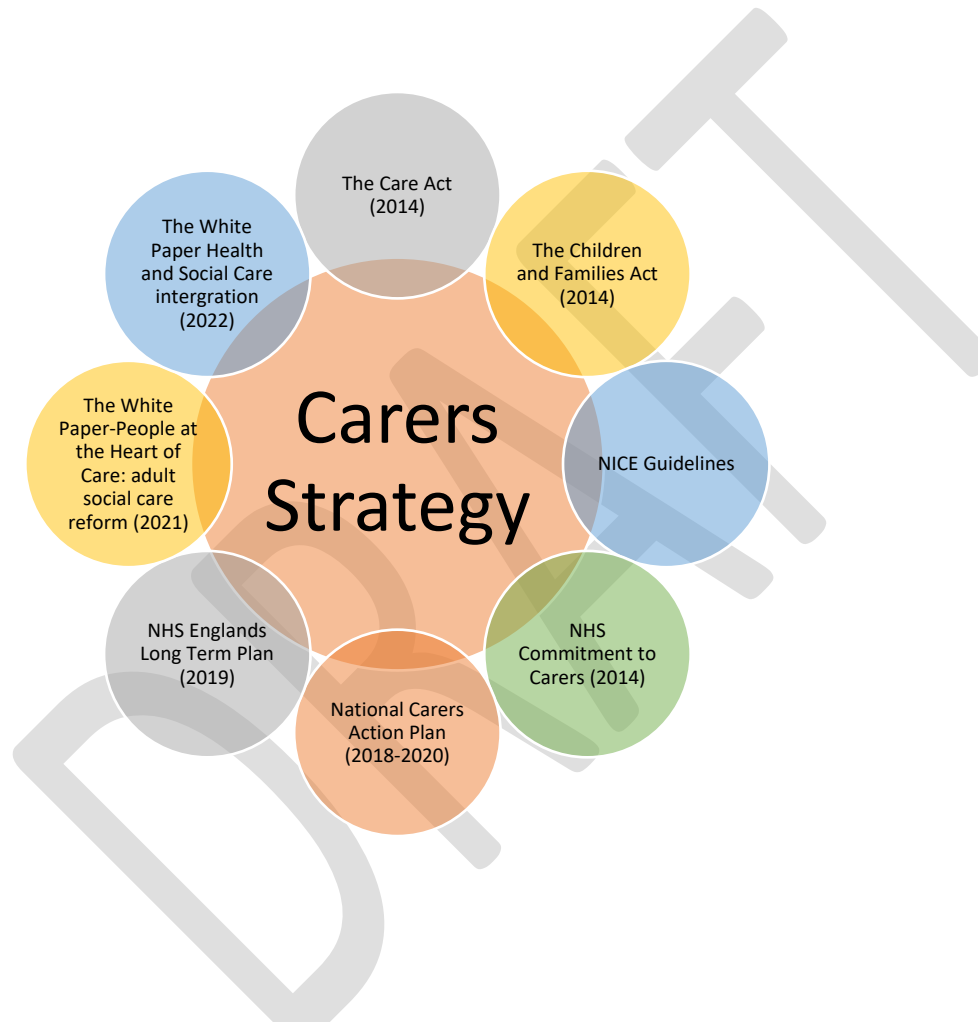 The Care Act
(2014)
The Children
and Families Act
(2014)
NICE Guidelines
NHS
Commitment to
Carers (2014)
National Carers
Action Plan
(2018-2020)
NHS Englands
Long Term Plan
(2019)
The White
Paper-People at
the Heart of
Care: adult
social care
reform (2021)
The White
Paper Health
and Social Care
intergration
(2022)
Carers
Strategy
DRAFT